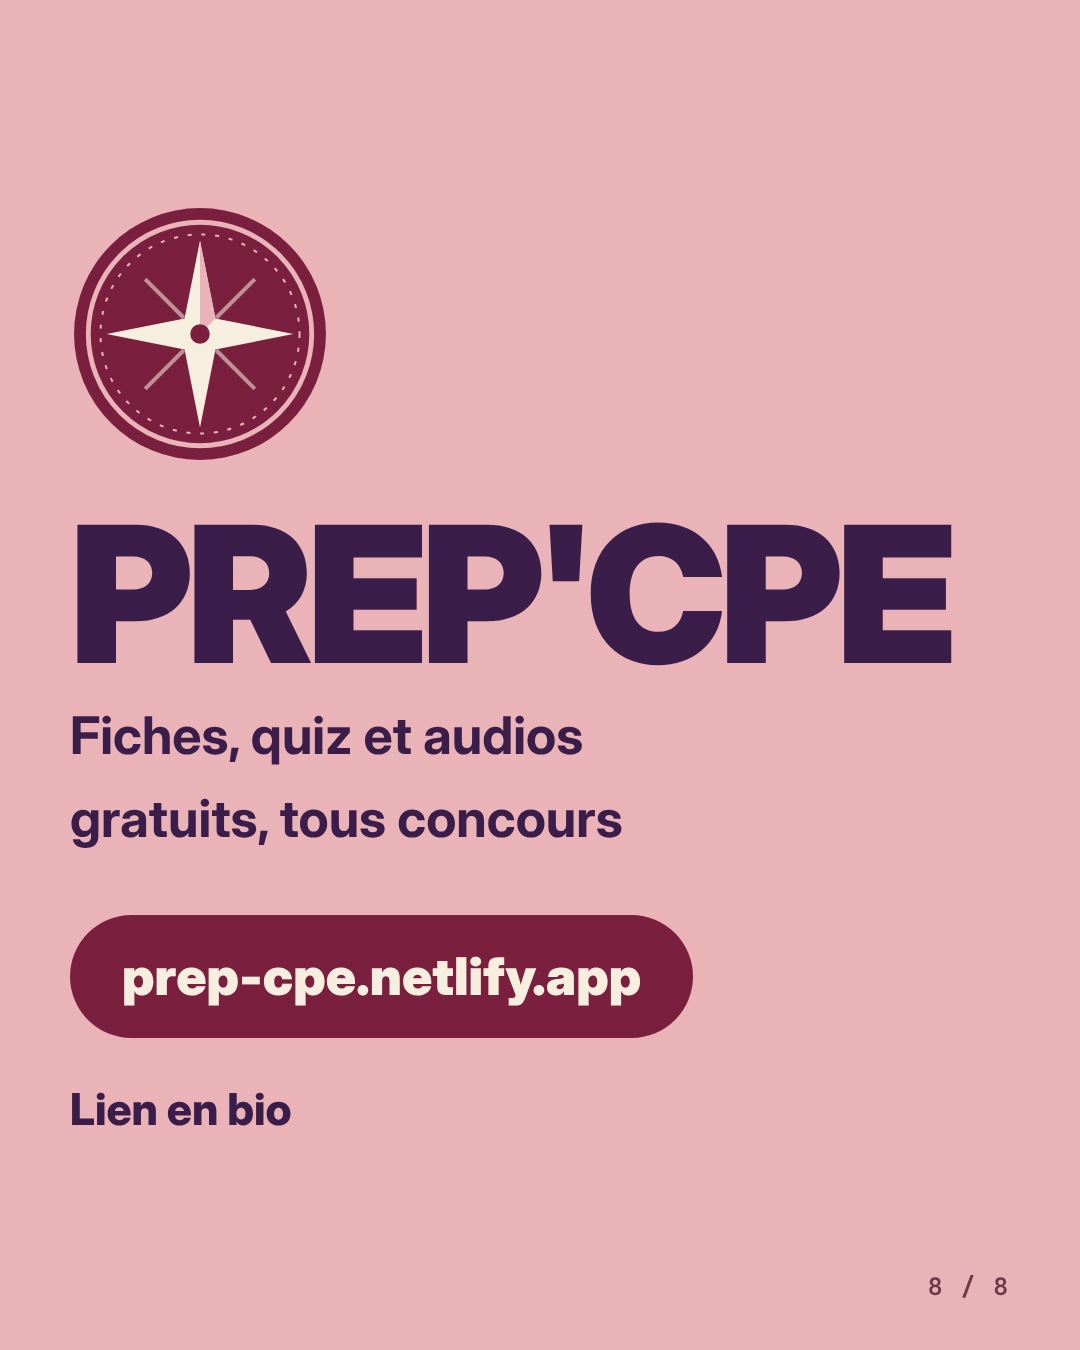 PREP'CPE
Fiches, quiz et audios
gratuits, tous concours
prep-cpe.netlify.app
Lien en bio
8 / 8